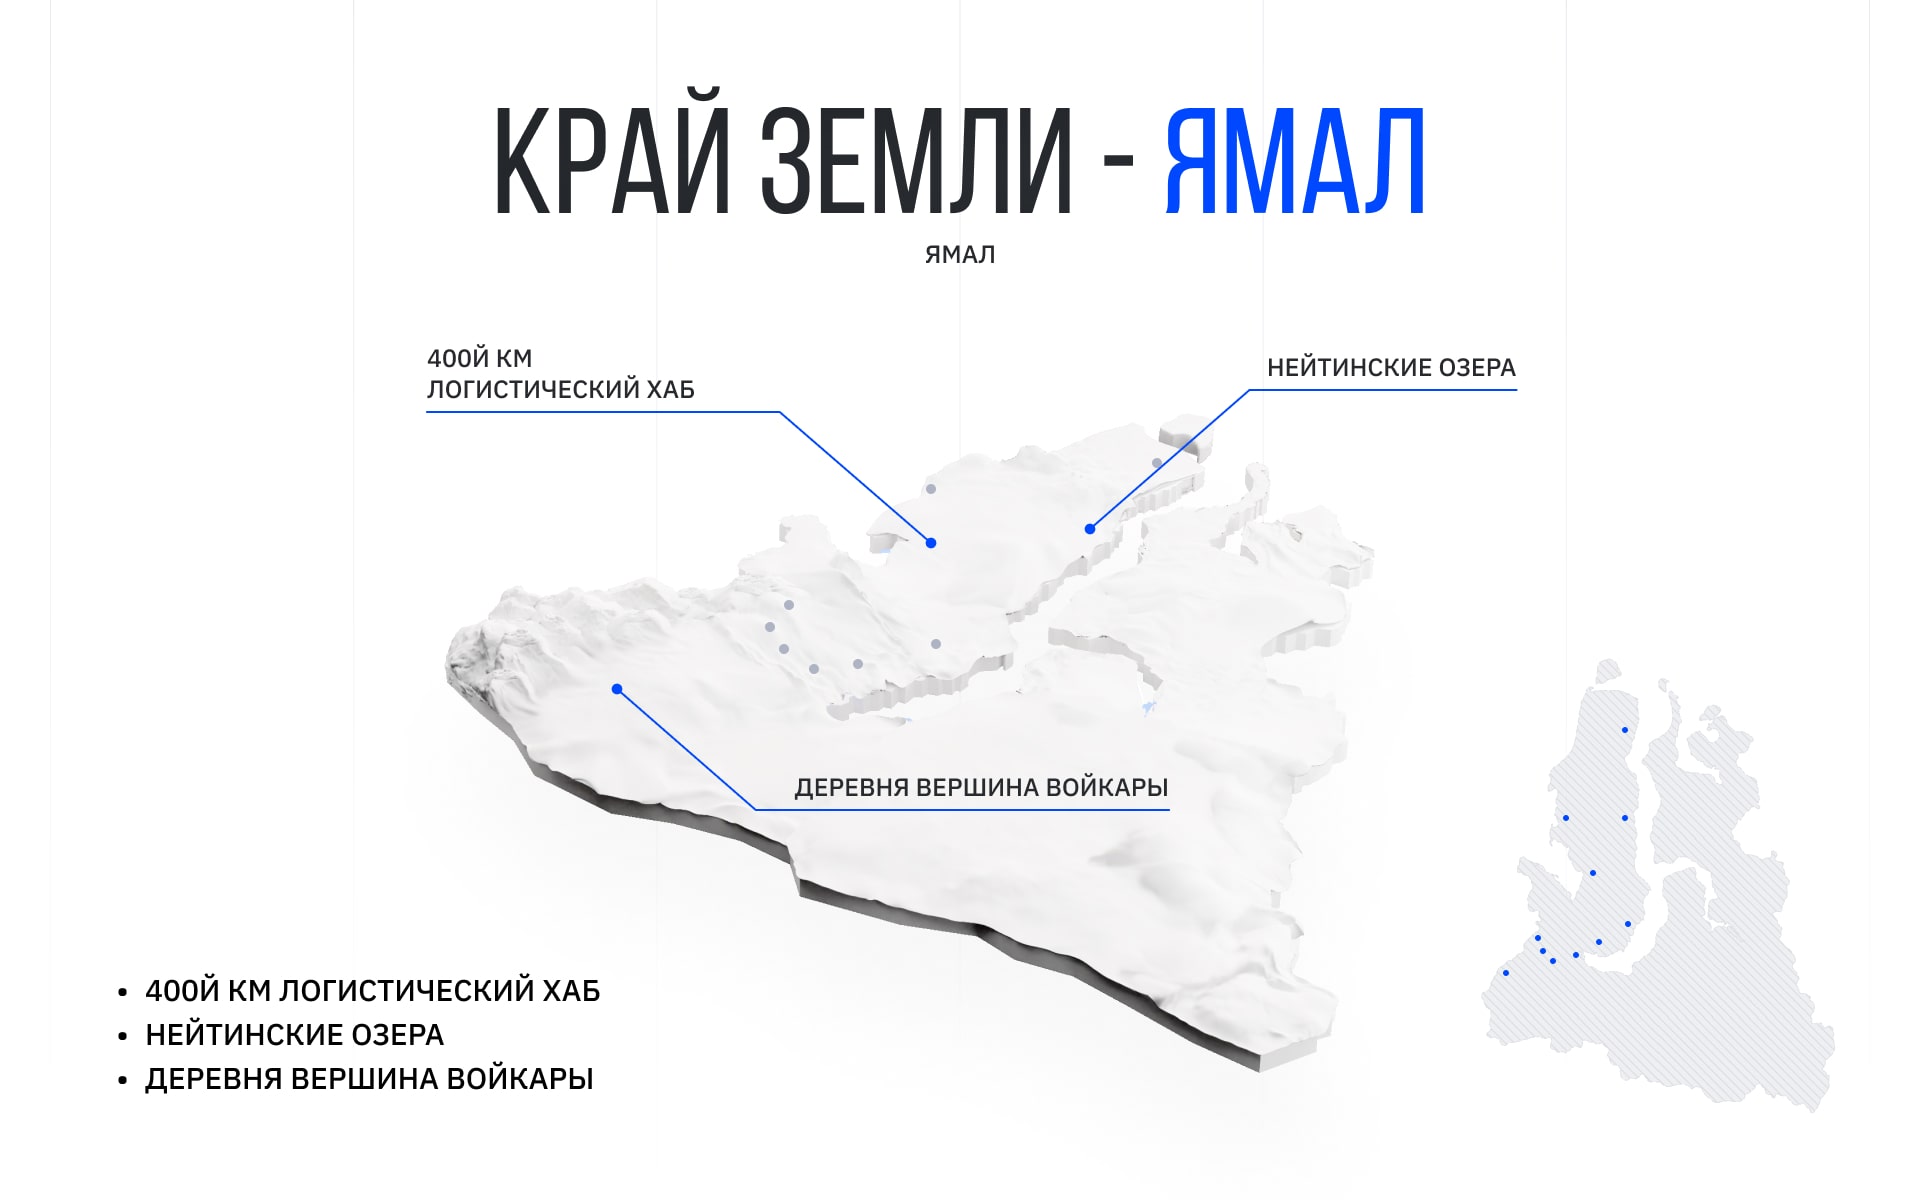 КРАЙ ЗЕМЛИ - ЯМАЛ
ЯМАЛ
400Й КМ
ЛОГИСТИЧЕСКИЙ ХАБ
НЕЙТИНСКИЕ ОЗЕРА
ДЕРЕВНЯ ВЕРШИНА ВОЙКАРЫ
• 400Й КМ ЛОГИСТИЧЕСКИЙ ХАБ
• НЕЙТИНСКИЕ ОЗЕРА
• ДЕРЕВНЯ ВЕРШИНА ВОЙКАРЫ